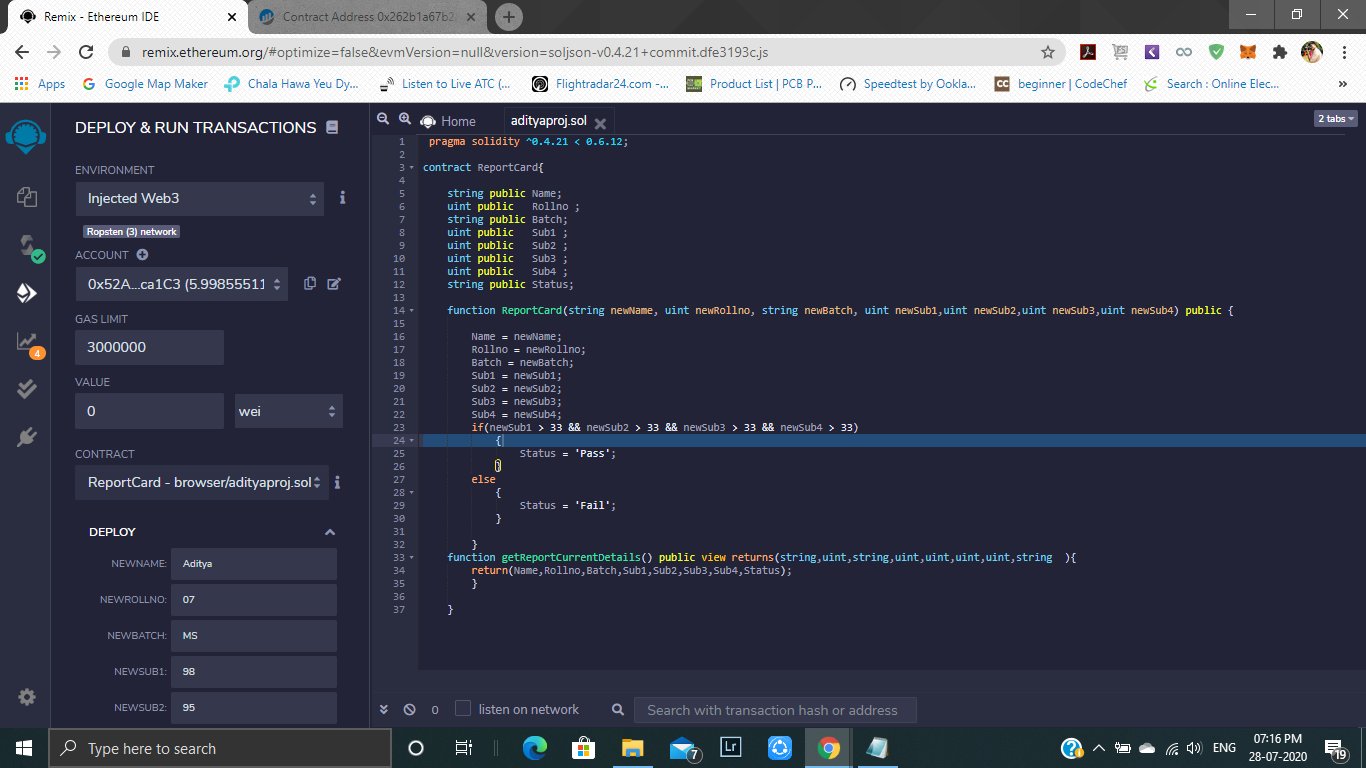 Remix - Ethereum IDE
Contract Address 0x262b1a67b2
remix.ethereum.org/#optimize=false&evmVersion=null&version=soljson-v0.4.21+commit.dfe3193c.js
Apps
Google Map Maker
Chala Hawa Yeu Dy...
Listen to Live ATC (...
Flightradar24.com -...
Product List | PCB P...
Speedtest by Ookla...
CC beginner | CodeChef
Search : Online Elec...
DEPLOY & RUN TRANSACTIONS
ENVIRONMENT
Injected Web3
Ropsten (3) network
ACCOUNT
0x52A...ca1C3 (5.99855511
GAS LIMIT
3000000
4
VALUE
0 wei
CONTRACT
ReportCard - browser/adityaproj.sol
DEPLOY
NEWNAME: Aditya
NEWROLLNO: 07
NEWBATCH: MS
NEWSUB1: 98
NEWSUB2: 95
Home
adityaproj.sol
2 tabs
1 pragma solidity ^0.4.21 < 0.6.12;
2
3 contract ReportCard{
4
5 string public Name;
6 uint public Rollno ;
7 string public Batch;
8 uint public Sub1 ;
9 uint public Sub2 ;
10 uint public Sub3 ;
11 uint public Sub4 ;
12 string public Status;
13
14 function ReportCard(string newName, uint newRollno, string newBatch, uint newSub1,uint newSub2,uint newSub3,uint newSub4) public {
15
16 Name = newName;
17 Rollno = newRollno;
18 Batch = newBatch;
19 Sub1 = newSub1;
20 Sub2 = newSub2;
21 Sub3 = newSub3;
22 Sub4 = newSub4;
23 if(newSub1 > 33 && newSub2 > 33 && newSub3 > 33 && newSub4 > 33)
24 {
25 Status = 'Pass';
26 }
27 else
28 {
29 Status = 'Fail';
30 }
31
32 }
33 function getReportCurrentDetails() public view returns(string,uint,string,uint,uint,uint,uint,string ){
34 return(Name,Rollno,Batch,Sub1,Sub2,Sub3,Sub4,Status);
35 }
36
37 }
0 listen on network
Search with transaction hash or address
Type here to search
7
Lr
ENG
07:16 PM
28-07-2020
19